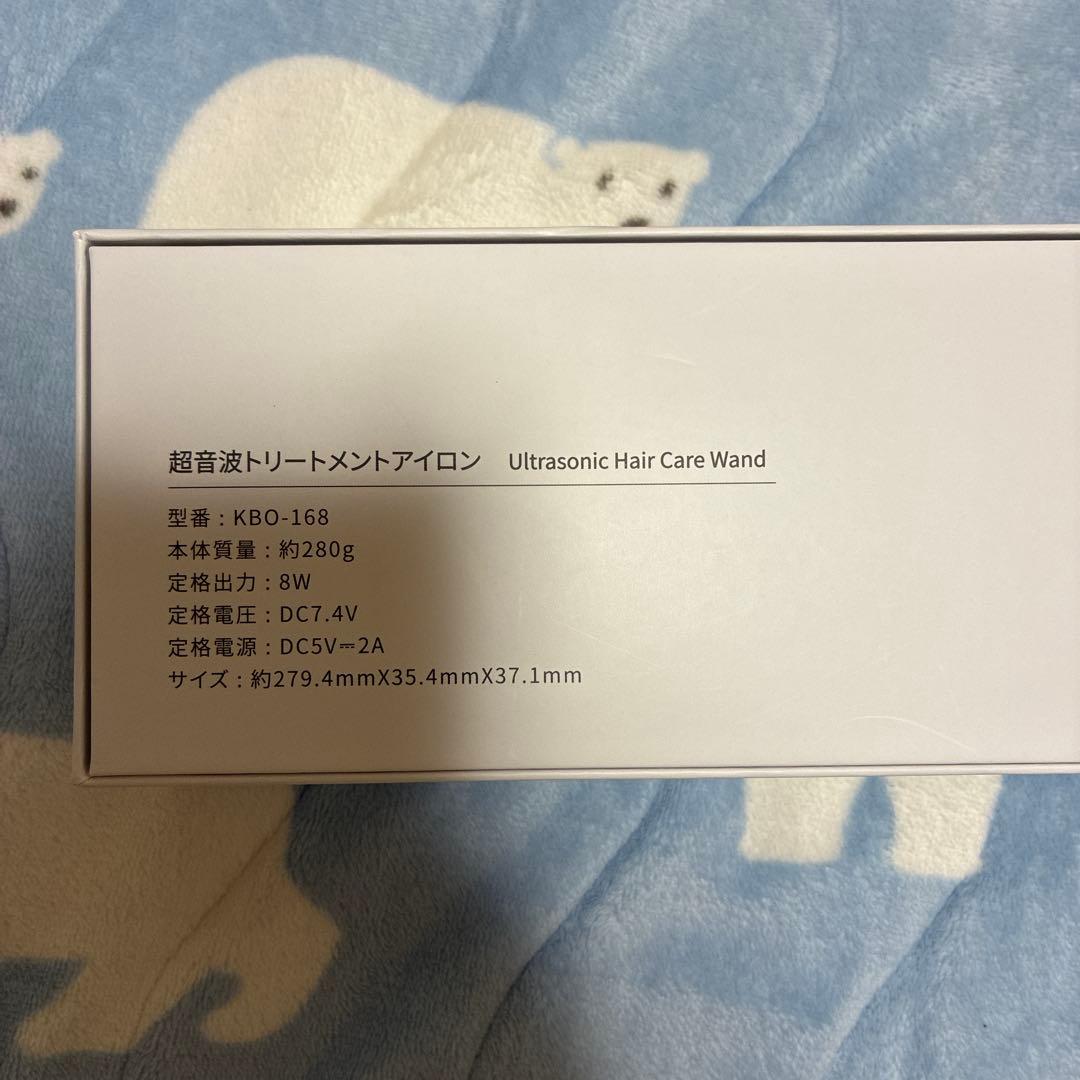 超音波トリートメントアイロン Ultrasonic Hair Care Wand
型番：KBO-168
本体質量：約280g
定格出力：8W
定格電圧：DC7.4V
定格電源：DC5V⎓2A
サイズ：約279.4mmX35.4mmX37.1mm